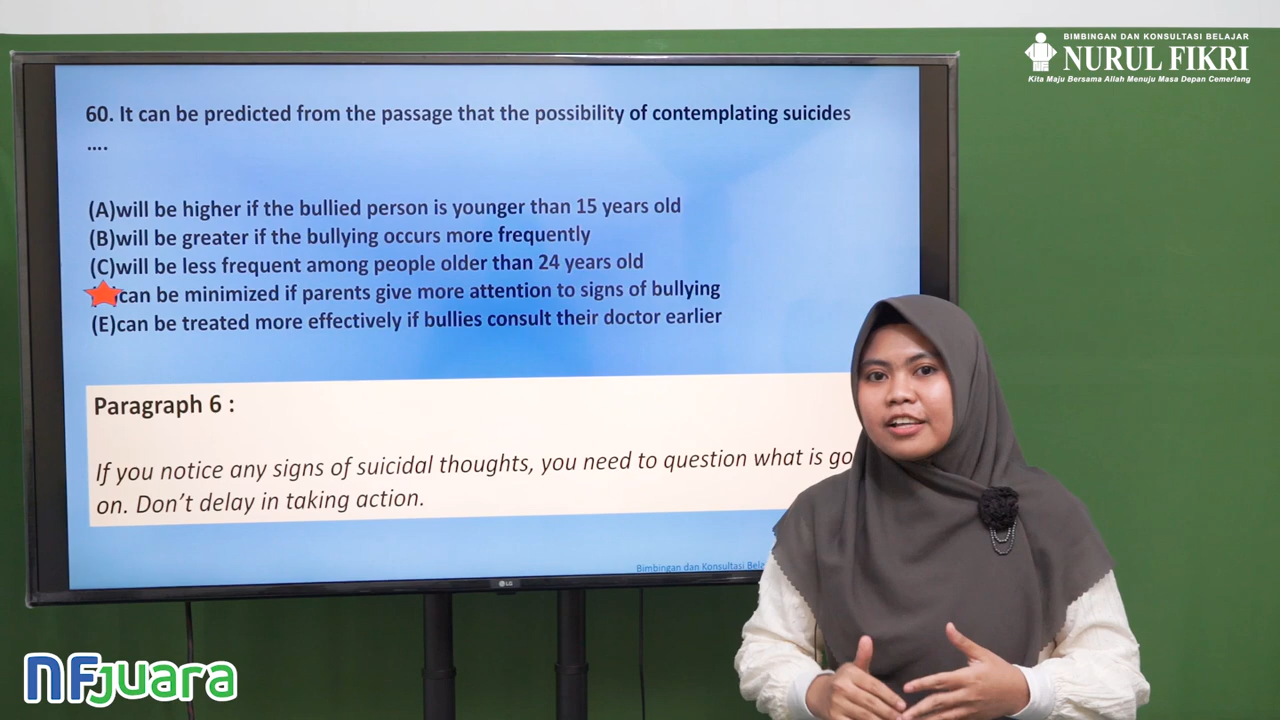 BIMBINGAN DAN KONSULTASI BELAJAR
NURUL FIKRI
Kita Maju Bersama Allah Menuju Masa Depan Cemerlang
60. It can be predicted from the passage that the possibility of contemplating suicides
....
(A)will be higher if the bullied person is younger than 15 years old
(B)will be greater if the bullying occurs more frequently
(C)will be less frequent among people older than 24 years old
can be minimized if parents give more attention to signs of bullying
(E)can be treated more effectively if bullies consult their doctor earlier
Paragraph 6 :
If you notice any signs of suicidal thoughts, you need to question what is go
on. Don't delay in taking action.
Bimbingan dan Konsultasi
LG
NFjuara